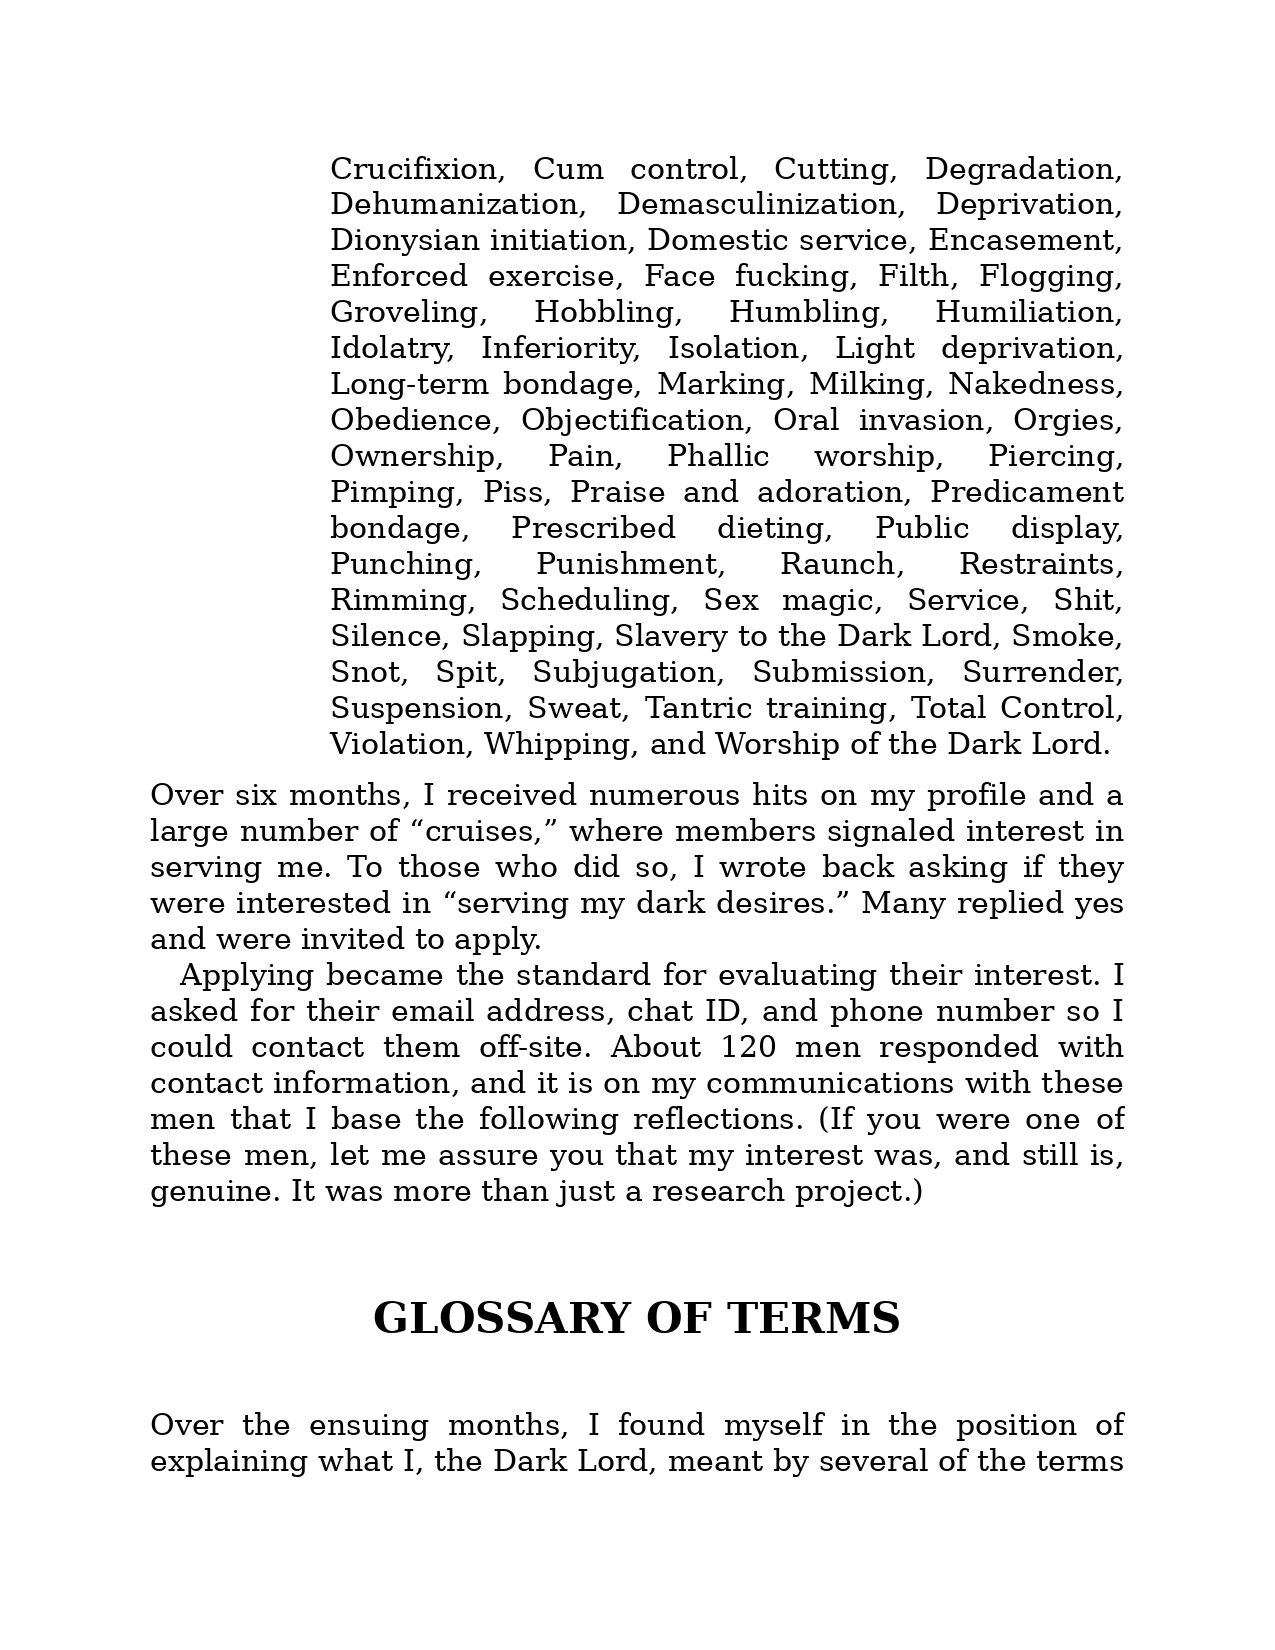 Crucifixion, Cum control, Cutting, Degradation,
Dehumanization, Demasculinization, Deprivation,
Dionysian initiation, Domestic service, Encasement,
Enforced exercise, Face fucking, Filth, Flogging,
Groveling, Hobbling, Humbling, Humiliation,
Idolatry, Inferiority, Isolation, Light deprivation,
Long-term bondage, Marking, Milking, Nakedness,
Obedience, Objectification, Oral invasion, Orgies,
Ownership, Pain, Phallic worship, Piercing,
Pimping, Piss, Praise and adoration, Predicament
bondage, Prescribed dieting, Public display,
Punching, Punishment, Raunch, Restraints,
Rimming, Scheduling, Sex magic, Service, Shit,
Silence, Slapping, Slavery to the Dark Lord, Smoke,
Snot, Spit, Subjugation, Submission, Surrender,
Suspension, Sweat, Tantric training, Total Control,
Violation, Whipping, and Worship of the Dark Lord.
Over six months, I received numerous hits on my profile and a
large number of “cruises,” where members signaled interest in
serving me. To those who did so, I wrote back asking if they
were interested in “serving my dark desires.” Many replied yes
and were invited to apply.
Applying became the standard for evaluating their interest. I
asked for their email address, chat ID, and phone number so I
could contact them off-site. About 120 men responded with
contact information, and it is on my communications with these
men that I base the following reflections. (If you were one of
these men, let me assure you that my interest was, and still is,
genuine. It was more than just a research project.)
GLOSSARY OF TERMS
Over the ensuing months, I found myself in the position of
explaining what I, the Dark Lord, meant by several of the terms